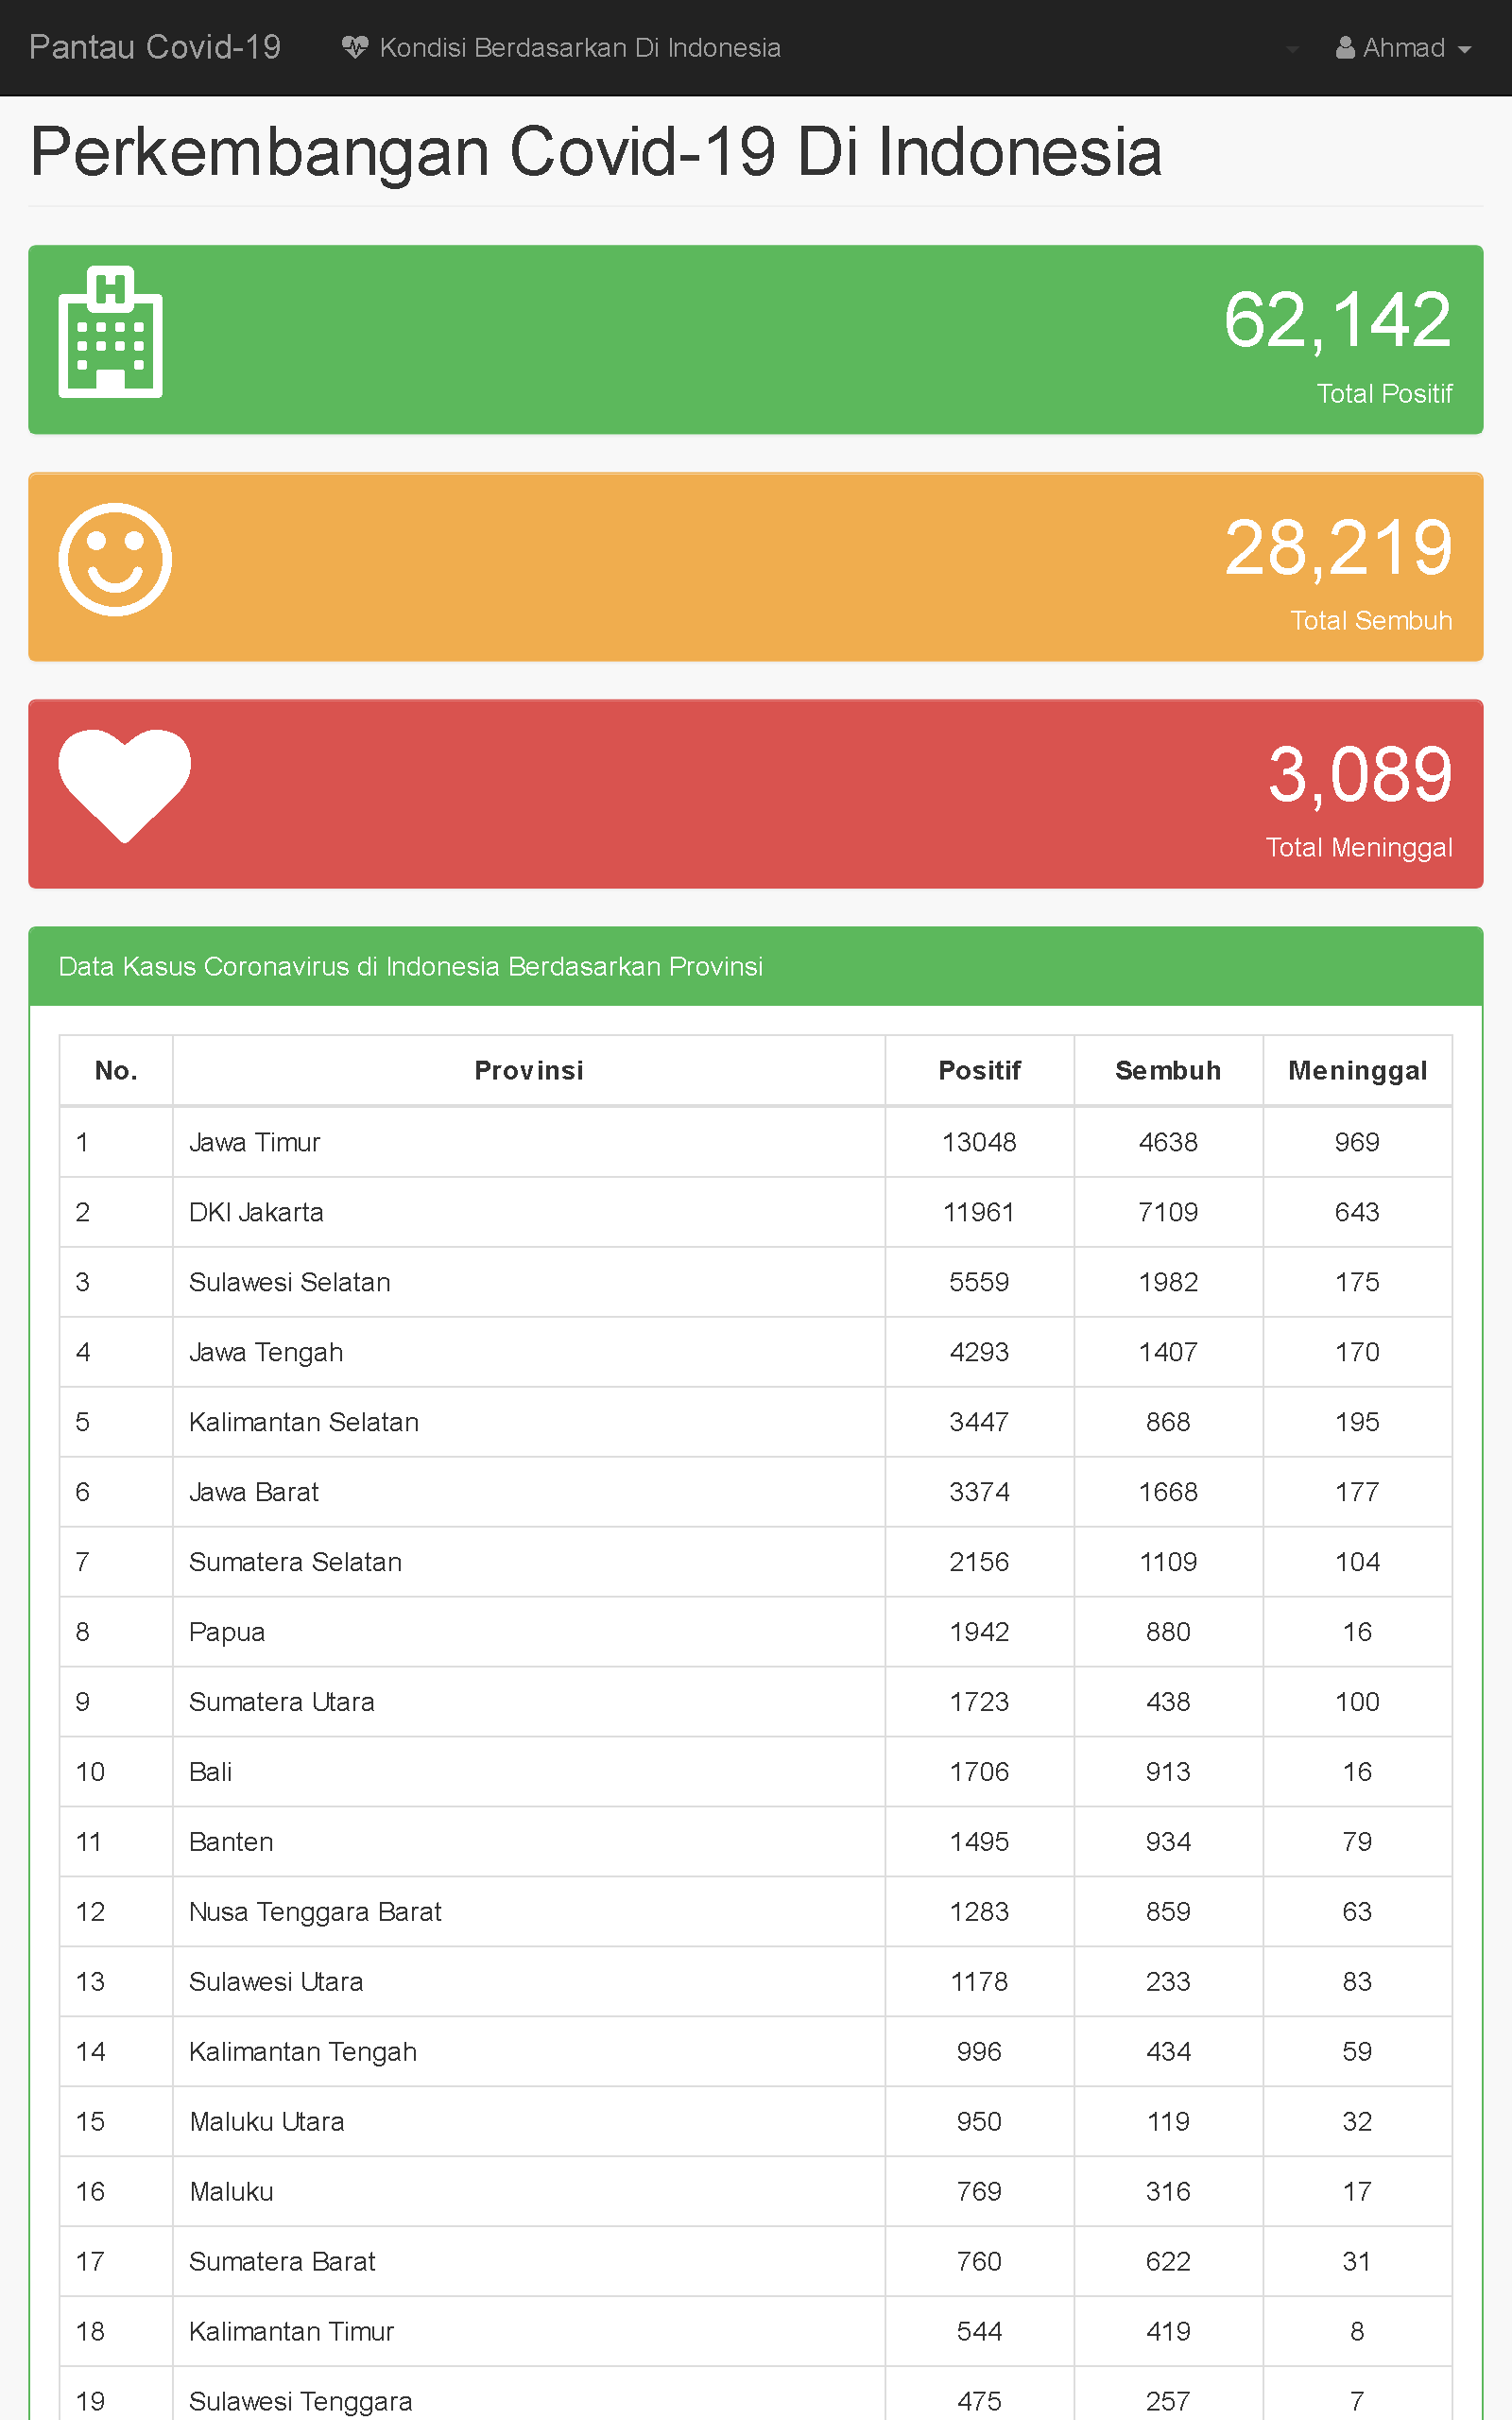 Pantau Covid-19 Kondisi Berdasarkan Di Indonesia Ahmad
Perkembangan Covid-19 Di Indonesia
H
62,142
Total Positif
28,219
Total Sembuh
3,089
Total Meninggal
Data Kasus Coronavirus di Indonesia Berdasarkan Provinsi
No. Provinsi Positif Sembuh Meninggal
1 Jawa Timur 13048 4638 969
2 DKI Jakarta 11961 7109 643
3 Sulawesi Selatan 5559 1982 175
4 Jawa Tengah 4293 1407 170
5 Kalimantan Selatan 3447 868 195
6 Jawa Barat 3374 1668 177
7 Sumatera Selatan 2156 1109 104
8 Papua 1942 880 16
9 Sumatera Utara 1723 438 100
10 Bali 1706 913 16
11 Banten 1495 934 79
12 Nusa Tenggara Barat 1283 859 63
13 Sulawesi Utara 1178 233 83
14 Kalimantan Tengah 996 434 59
15 Maluku Utara 950 119 32
16 Maluku 769 316 17
17 Sumatera Barat 760 622 31
18 Kalimantan Timur 544 419 8
19 Sulawesi Tenggara 475 257 7